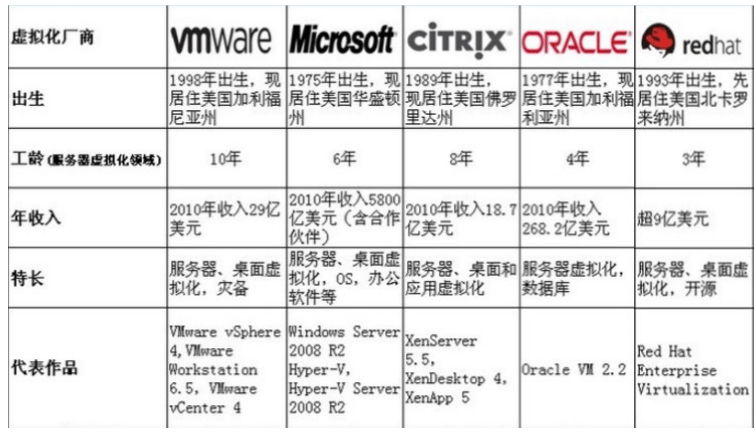 虚拟化厂商
vmware
Microsoft
CİTRIX
ORACLE
redhat
出生
1998年出生，现
居住美国加利福
尼亚州
1975年出生，现
居住美国华盛顿
州
1989年出生，
现居住美国佛罗
里达州
1977年出生，现
居住美国加利福
利亚州
1993年出生，先
居住美国北卡罗
来纳州
工龄(服务器虚拟化领域)
10年
6年
8年
4年
3年
年收入
2010年收入29亿
美元
2010年收入5800
亿美元（含合作
伙伴）
2010年收入18.7
亿美元
2010年收入
268.2亿美元
超9亿美元
特长
服务器、桌面虚
拟化，灾备
服务器、桌面虚
拟化，OS，办公
软件等
服务器、桌面和
应用虚拟化
服务器虚拟化，
数据库
服务器、桌面虚
拟化，开源
代表作品
VMware vSphere
4,VMware
Workstation
6.5, VMware
vCenter 4
Windows Server
2008 R2
Hyper-V,
Hyper-V Server
2008 R2
XenServer
5.5,
XenDesktop 4,
XenApp 5
Oracle VM 2.2
Red Hat
Enterprise
Virtualization